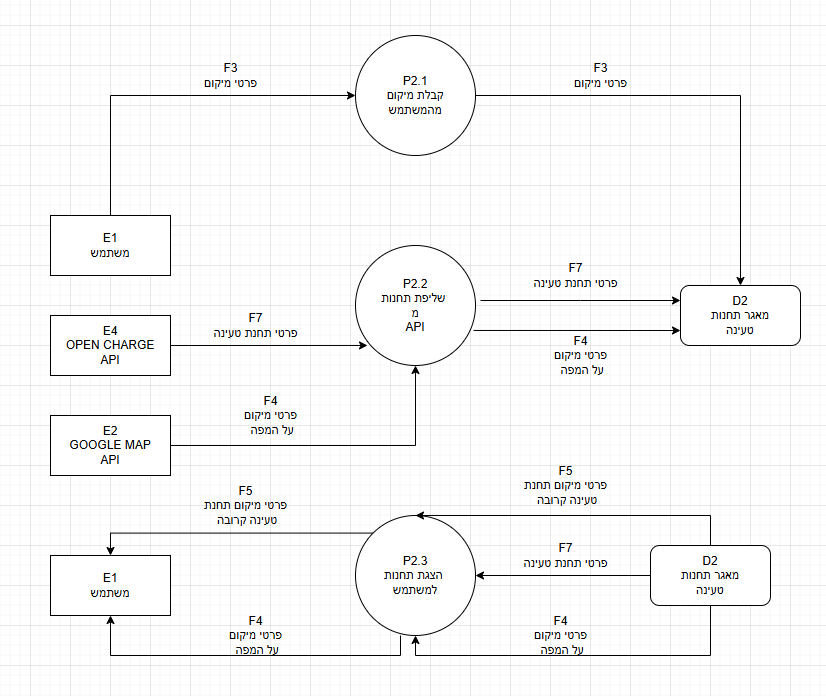 F3
פרטי מיקום
P2.1
קבלת מיקום
מהמשתמש
F3
פרטי מיקום
E1
משתמש
P2.2
שליפת תחנות
מ
API
F7
פרטי תחנת טעינה
D2
מאגר תחנות
טעינה
E4
OPEN CHARGE
API
F7
פרטי תחנת טעינה
F4
פרטי מיקום
על המפה
E2
GOOGLE MAP
API
F4
פרטי מיקום
על המפה
F5
פרטי מיקום תחנת
טעינה קרובה
F5
פרטי מיקום תחנת
טעינה קרובה
E1
משתמש
P2.3
הצגת תחנות
למשתמש
F7
פרטי תחנת טעינה
D2
מאגר תחנות
טעינה
F4
פרטי מיקום
על המפה
F4
פרטי מיקום
על המפה